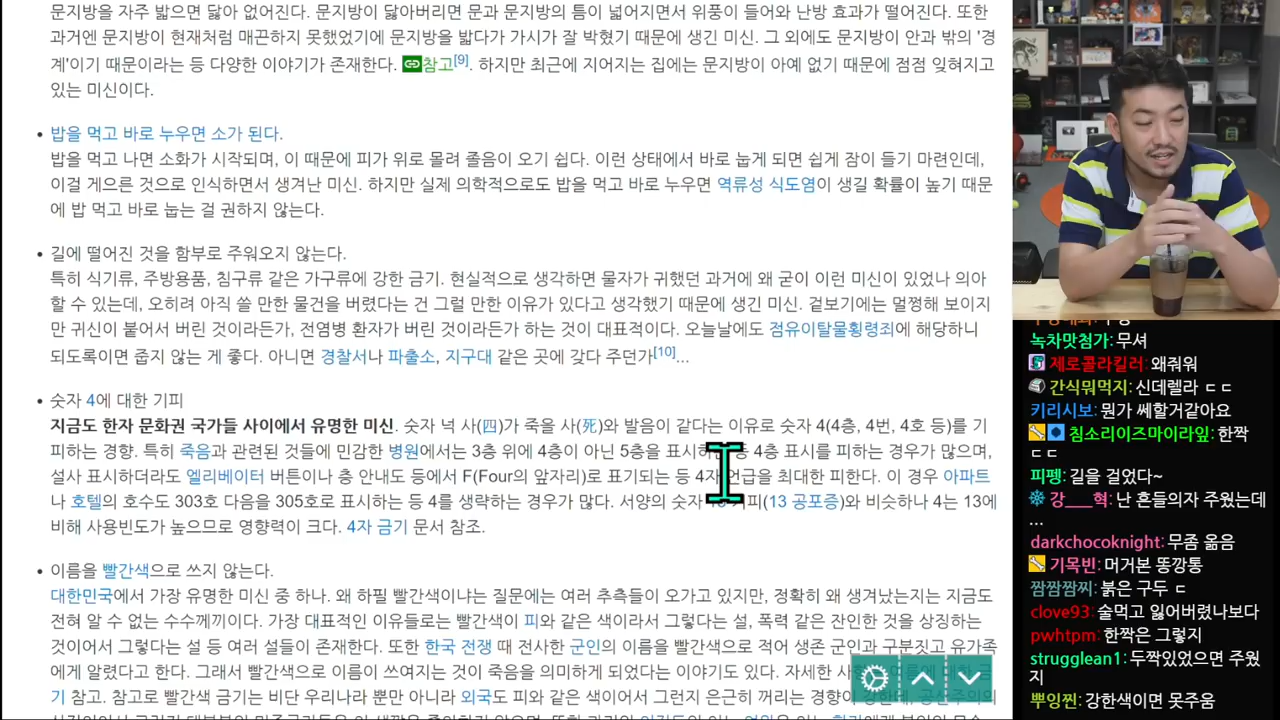 문지방을 자주 밟으면 닳아 없어진다. 문지방이 닳아버리면 문과 문지방의 틈이 넓어지면서 위풍이 들어와 난방 효과가 떨어진다. 또한
과거엔 문지방이 현재처럼 매끈하지 못했었기에 문지방을 밟다가 가시가 잘 박혔기 때문에 생긴 미신. 그 외에도 문지방이 안과 밖의 '경
계'이기 때문이라는 등 다양한 이야기가 존재한다. 참고[9]. 하지만 최근에 지어지는 집에는 문지방이 아예 없기 때문에 점점 잊혀지고
있는 미신이다.
• 밥을 먹고 바로 누우면 소가 된다.
밥을 먹고 나면 소화가 시작되며, 이 때문에 피가 위로 몰려 졸음이 오기 쉽다. 이런 상태에서 바로 눕게 되면 쉽게 잠이 들기 마련인데,
이걸 게으른 것으로 인식하면서 생겨난 미신. 하지만 실제 의학적으로도 밥을 먹고 바로 누우면 역류성 식도염이 생길 확률이 높기 때문
에 밥 먹고 바로 눕는 걸 권하지 않는다.
• 길에 떨어진 것을 함부로 주워오지 않는다.
특히 식기류, 주방용품, 침구류 같은 가구류에 강한 금기. 현실적으로 생각하면 물자가 귀했던 과거에 왜 굳이 이런 미신이 있었나 의아
할 수 있는데, 오히려 아직 쓸 만한 물건을 버렸다는 건 그럴 만한 이유가 있다고 생각했기 때문에 생긴 미신. 겉보기에는 멀쩡해 보이지
만 귀신이 붙어서 버린 것이라든가, 전염병 환자가 버린 것이라든가 하는 것이 대표적이다. 오늘날에도 점유이탈물횡령죄에 해당하니
되도록이면 줍지 않는 게 좋다. 아니면 경찰서나 파출소, 지구대 같은 곳에 갖다 주던가[10]...
• 숫자 4에 대한 기피
지금도 한자 문화권 국가들 사이에서 유명한 미신. 숫자 넉 사(四)가 죽을 사(死)와 발음이 같다는 이유로 숫자 4(4층, 4번, 4호 등)를 기
피하는 경향. 특히 죽음과 관련된 것들에 민감한 병원에서는 3층 위에 4층이 아닌 5층을 표시하는 등 4층 표시를 피하는 경우가 많으며,
설사 표시하더라도 엘리베이터 버튼이나 층 안내도 등에서 F(Four의 앞자리)로 표기되는 등 4자 언급을 최대한 피한다. 이 경우 아파트
나 호텔의 호수도 303호 다음을 305호로 표시하는 등 4를 생략하는 경우가 많다. 서양의 숫자 13 기피(13 공포증)와 비슷하나 4는 13에
비해 사용빈도가 높으므로 영향력이 크다. 4자 금기 문서 참조.
• 이름을 빨간색으로 쓰지 않는다.
대한민국에서 가장 유명한 미신 중 하나. 왜 하필 빨간색이냐는 질문에는 여러 추측들이 오가고 있지만, 정확히 왜 생겨났는지는 지금도
전혀 알 수 없는 수수께끼이다. 가장 대표적인 이유들로는 빨간색이 피와 같은 색이라서 그렇다는 설, 폭력 같은 잔인한 것을 상징하는
것이어서 그렇다는 설 등 여러 설들이 존재한다. 또한 한국 전쟁 때 전사한 군인의 이름을 빨간색으로 적어 생존 군인과 구분짓고 유가족
에게 알렸다고 한다. 그래서 빨간색으로 이름이 쓰여지는 것이 죽음을 의미하게 되었다는 이야기도 있다. 자세한
기 참고. 참고로 빨간색 금기는 비단 우리나라 뿐만 아니라 외국도 피와 같은 색이어서 그런지 은근히 꺼리는 경향이
녹차맛첨가: 무셔
제로콜라킬러: 왜줘워
간식뭐먹지: 신데렐라 ㄷㄷ
키리시보: 뭔가 쎄할거같아요
침소리이즈마이라잎: 한짝
ㄷㄷ
피펭: 길을 걸었다~
강___혁: 난 흔들의자 주웠는데
...
darkchocoknight: 무좀 옮음
기목빈: 머거본 똥깡통
짬짬짬찌: 붉은 구두 ㄷ
clove93: 술먹고 잃어버렸나보다
pwhtpm: 한짝은 그렇지
strugglean1: 두짝있었으면 주웠
지
뿌잉찐: 강한색이면 못주움